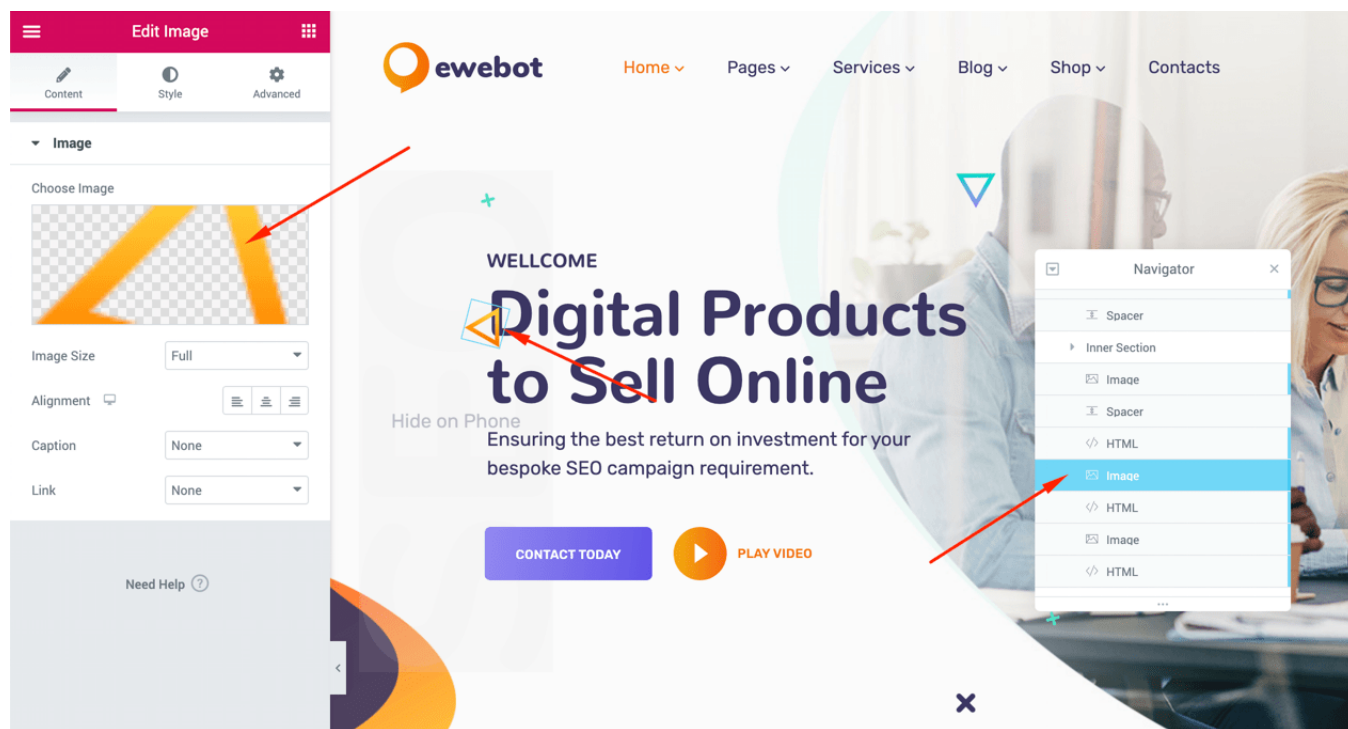 Edit Image
Content
Style
Advanced
Image
Choose Image
Image Size
Full
Alignment
Caption
None
Link
None
Need Help ?
ewebot
Home
Pages
Services
Blog
Shop
Contacts
WELLCOME
Digital Products
to Sell Online
Hide on Phone
Ensuring the best return on investment for your
bespoke SEO campaign requirement.
CONTACT TODAY
PLAY VIDEO
Navigator
Spacer
Inner Section
Image
Spacer
</> HTML
Image
</> HTML
Image
</> HTML